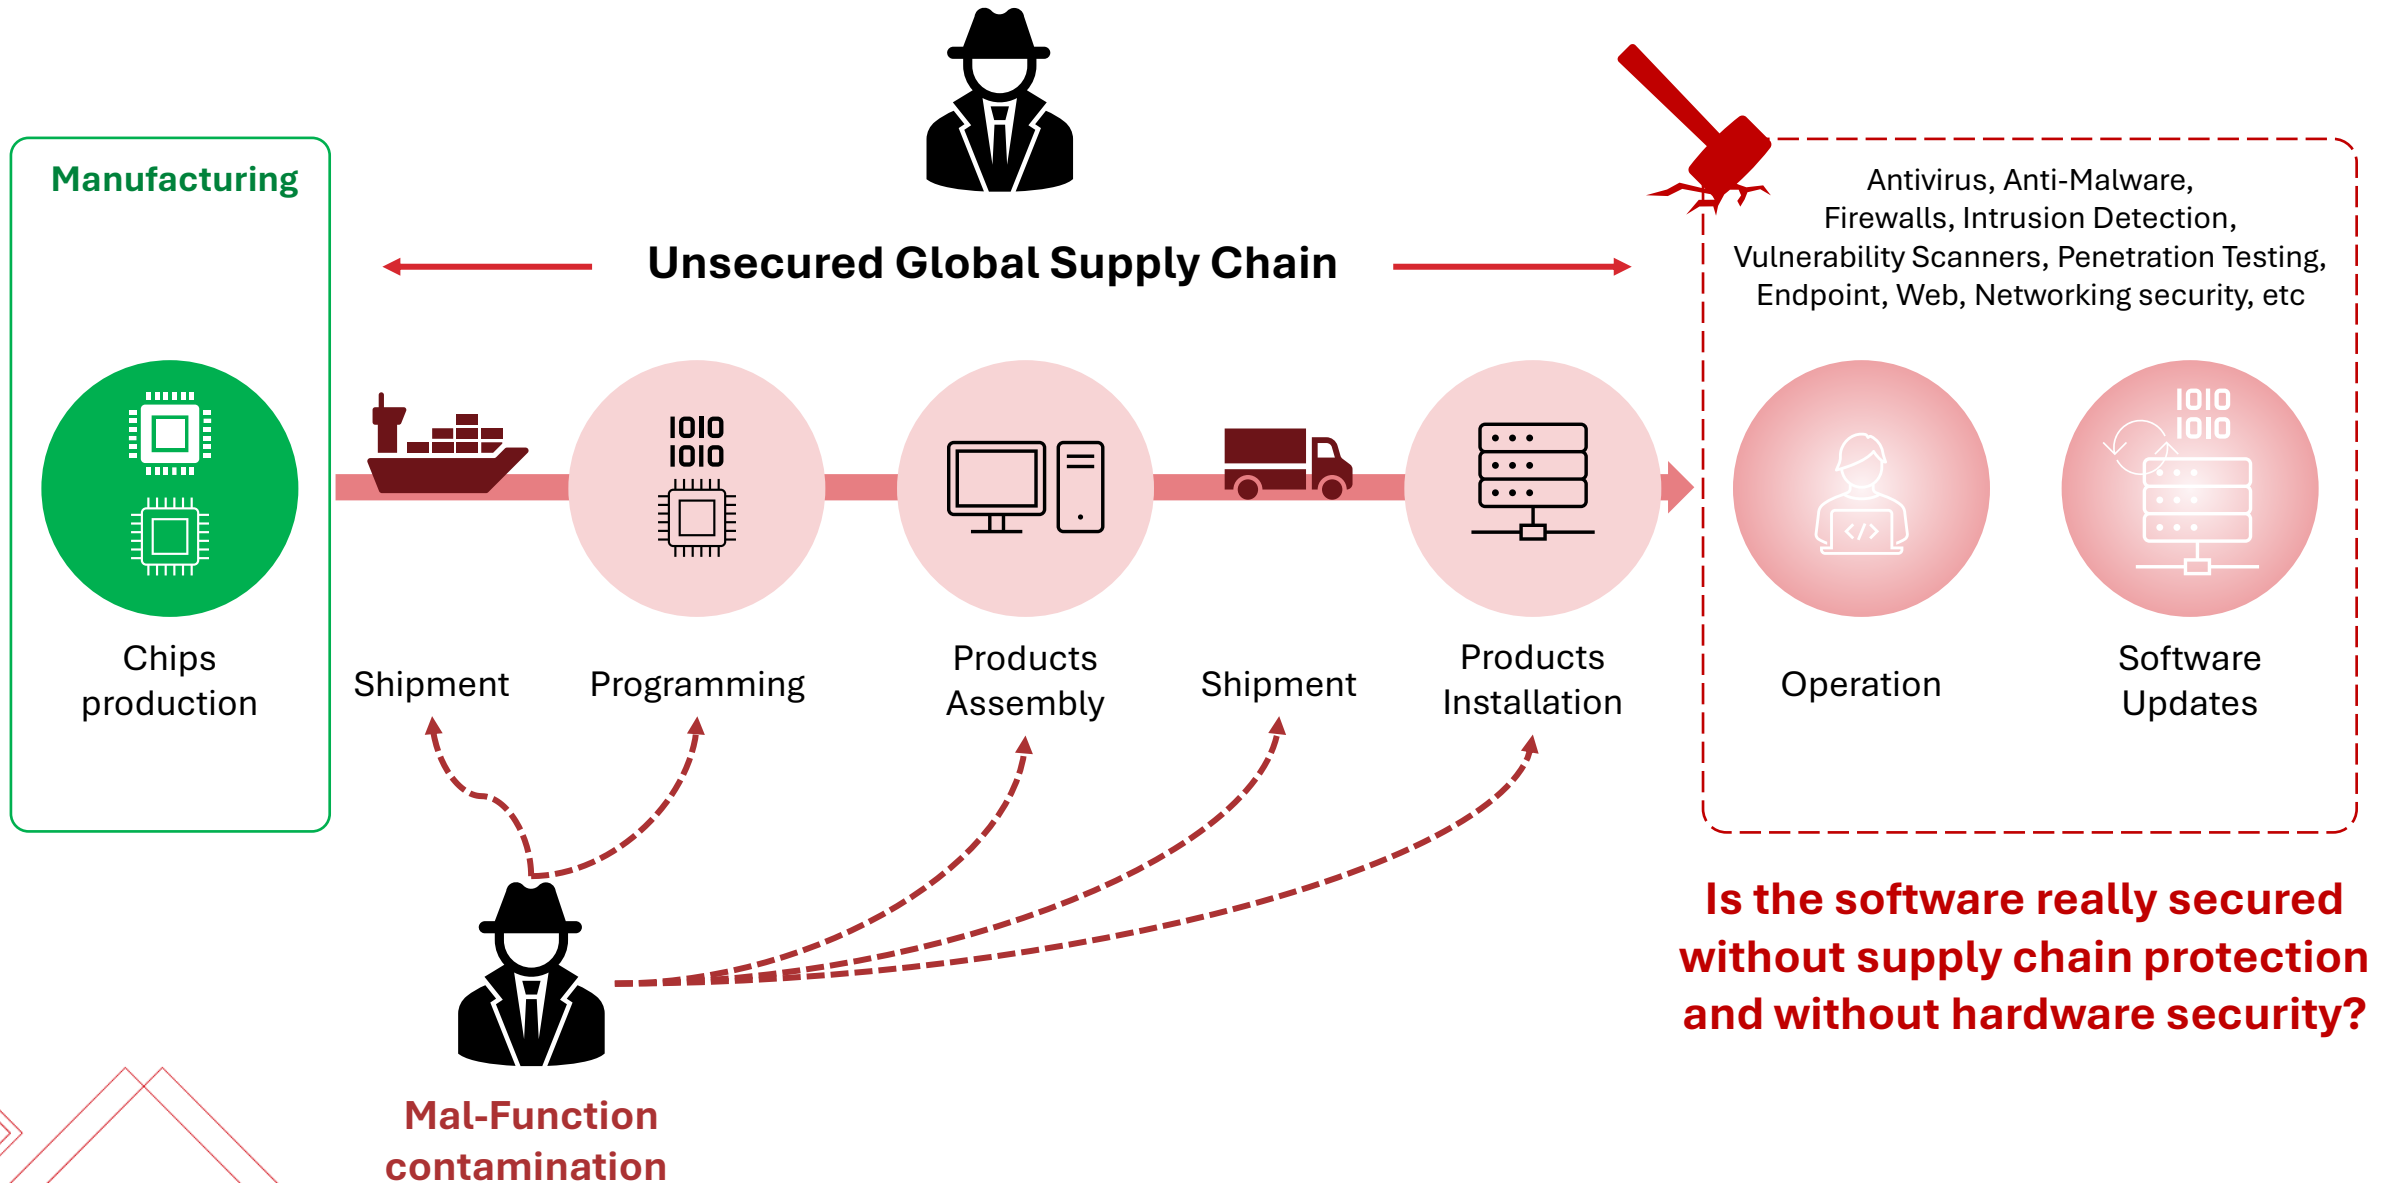 Manufacturing
Unsecured Global Supply Chain
Antivirus, Anti-Malware,
Firewalls, Intrusion Detection,
Vulnerability Scanners, Penetration Testing,
Endpoint, Web, Networking security, etc
1010
1010
</>
1010
1010
Chips
production
Shipment
Programming
Products
Assembly
Shipment
Products
Installation
Operation
Software
Updates
Is the software really secured
without supply chain protection
and without hardware security?
Mal-Function
contamination